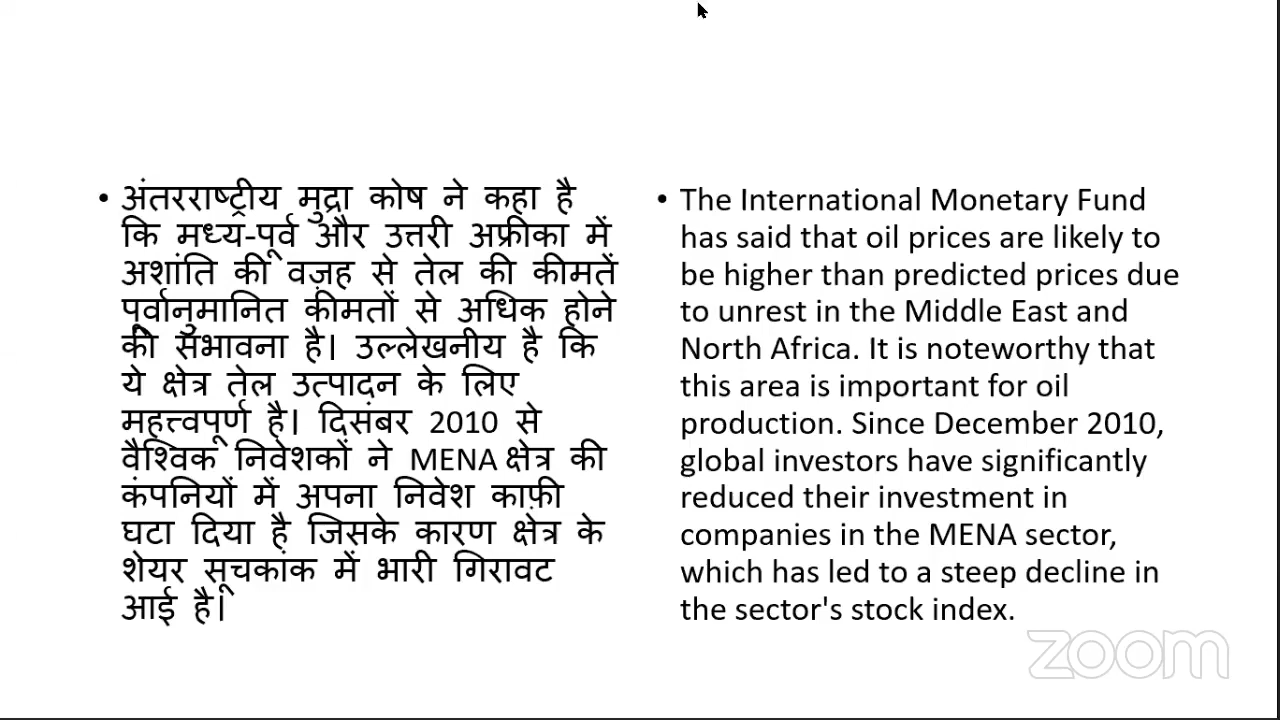 • अंतरराष्ट्रीय मुद्रा कोष ने कहा है
कि मध्य-पूर्व और उत्तरी अफ्रीका में
अशांति की वज़ह से तेल की कीमतें
पूर्वानुमानित कीमतों से अधिक होने
की संभावना है। उल्लेखनीय है कि
ये क्षेत्र तेल उत्पादन के लिए
महत्त्वपूर्ण है। दिसंबर 2010 से
वैश्विक निवेशकों ने MENA क्षेत्र की
कंपनियों में अपना निवेश काफ़ी
घटा दिया है जिसके कारण क्षेत्र के
शेयर सूचकांक में भारी गिरावट
आई है।
• The International Monetary Fund
has said that oil prices are likely to
be higher than predicted prices due
to unrest in the Middle East and
North Africa. It is noteworthy that
this area is important for oil
production. Since December 2010,
global investors have significantly
reduced their investment in
companies in the MENA sector,
which has led to a steep decline in
the sector's stock index.
zoom